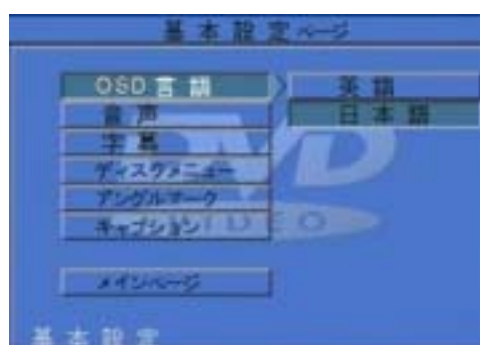 基本設定ページ
OSD言語
英語
音声
日本語
字幕
ディスクメニュー
アングルマーク
キャプション
DVD
VIDEO
メインページ
基本設定